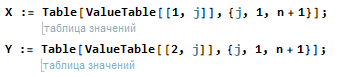 X := Table[ValueTable[[1, j]], {j, 1, n + 1}];
таблица значений
Y := Table[ValueTable[[2, j]], {j, 1, n + 1}];
таблица значений